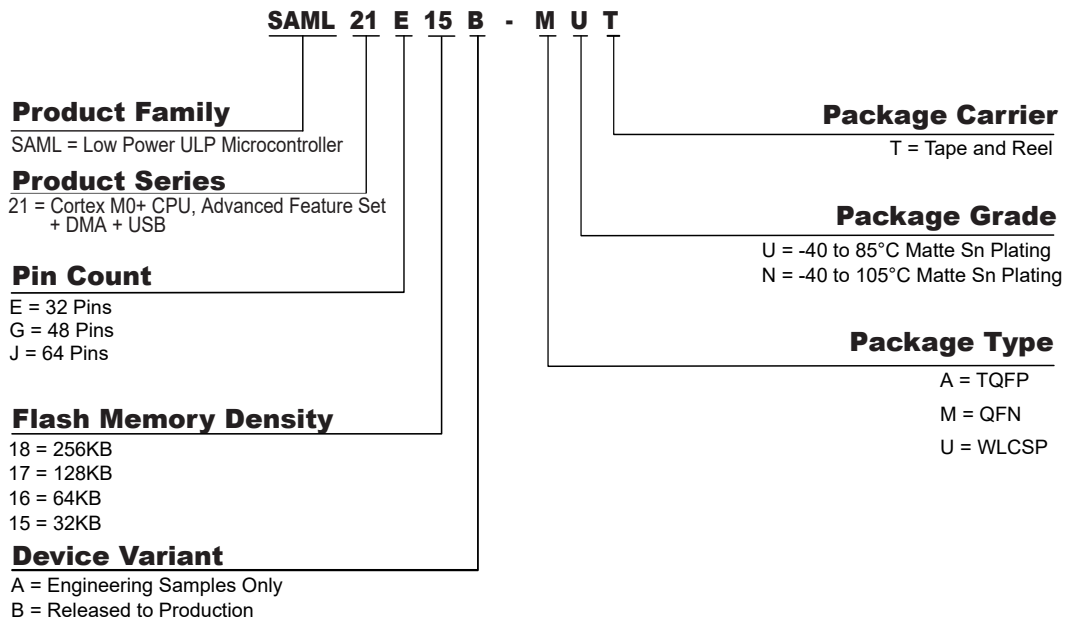 SAML 21 E 15 B - M U T
Product Family
SAML = Low Power ULP Microcontroller
Product Series
21 = Cortex M0+ CPU, Advanced Feature Set
+ DMA + USB
Pin Count
E = 32 Pins
G = 48 Pins
J = 64 Pins
Flash Memory Density
18 = 256KB
17 = 128KB
16 = 64KB
15 = 32KB
Device Variant
A = Engineering Samples Only
B = Released to Production
Package Carrier
T = Tape and Reel
Package Grade
U = -40 to 85°C Matte Sn Plating
N = -40 to 105°C Matte Sn Plating
Package Type
A = TQFP
M = QFN
U = WLCSP